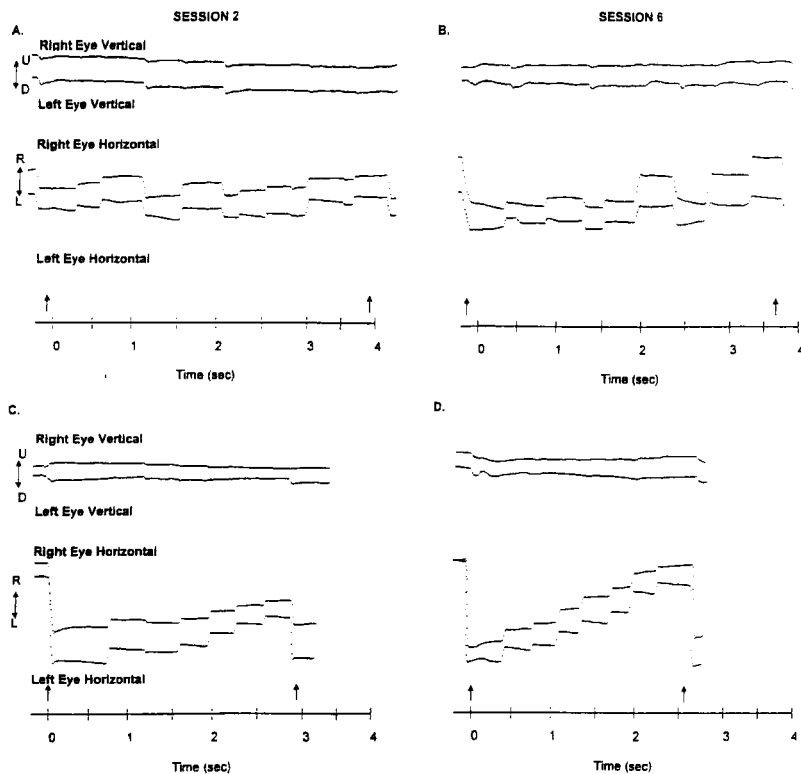 SESSION 2
SESSION 6
A.
Right Eye Vertical
U
D
Left Eye Vertical
Right Eye Horizontal
R
L
Left Eye Horizontal
0 1 2 3 4
Time (sec)
B.
0 1 2 3 4
Time (sec)
C.
Right Eye Vertical
U
D
Left Eye Vertical
Right Eye Horizontal
R
L
Left Eye Horizontal
0 1 2 3 4
Time (sec)
D.
0 1 2 3 4
Time (sec)